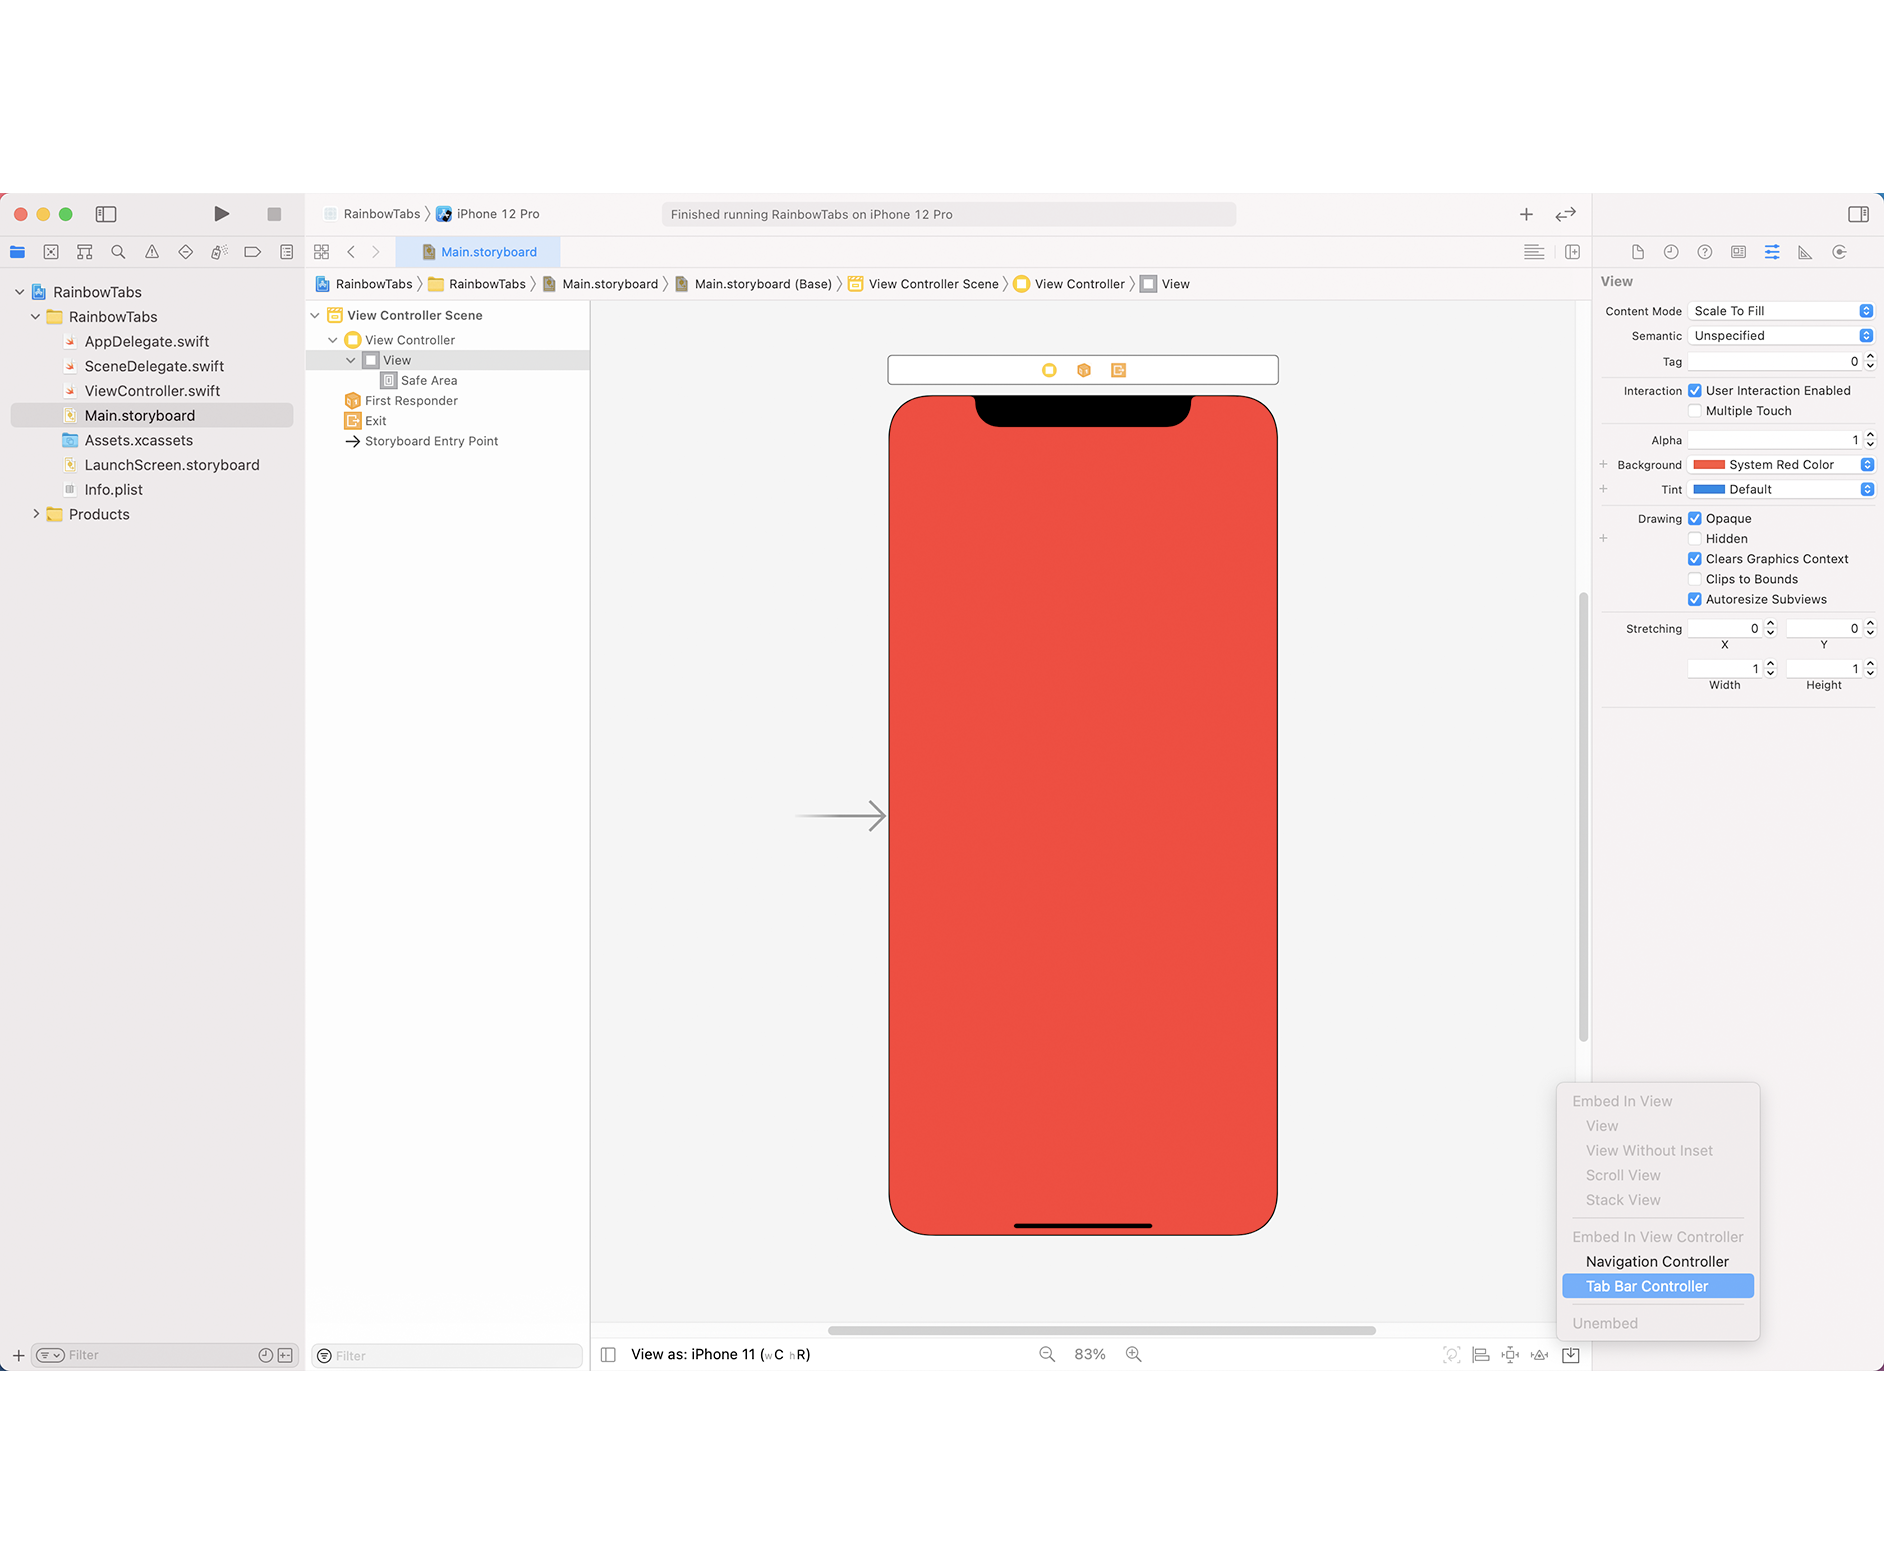 RainbowTabs 〉 iPhone 12 Pro
Finished running RainbowTabs on iPhone 12 Pro
Main.storyboard
RainbowTabs
RainbowTabs
AppDelegate.swift
SceneDelegate.swift
ViewController.swift
Main.storyboard
Assets.xcassets
LaunchScreen.storyboard
Info.plist
Products
Filter
RainbowTabs 〉 RainbowTabs 〉 Main.storyboard 〉 Main.storyboard (Base) 〉 View Controller Scene 〉 View Controller 〉 View
View Controller Scene
View Controller
View
Safe Area
First Responder
Exit
Storyboard Entry Point
Filter
View as: iPhone 11 (wC hR)
83%
View
Content Mode Scale To Fill
Semantic Unspecified
Tag 0
Interaction User Interaction Enabled
Multiple Touch
Alpha 1
Background System Red Color
Tint Default
Drawing Opaque
Hidden
Clears Graphics Context
Clips to Bounds
Autoresize Subviews
Stretching 0 0
X Y
1 1
Width Height
Embed In View
View
View Without Inset
Scroll View
Stack View
Embed In View Controller
Navigation Controller
Tab Bar Controller
Unembed